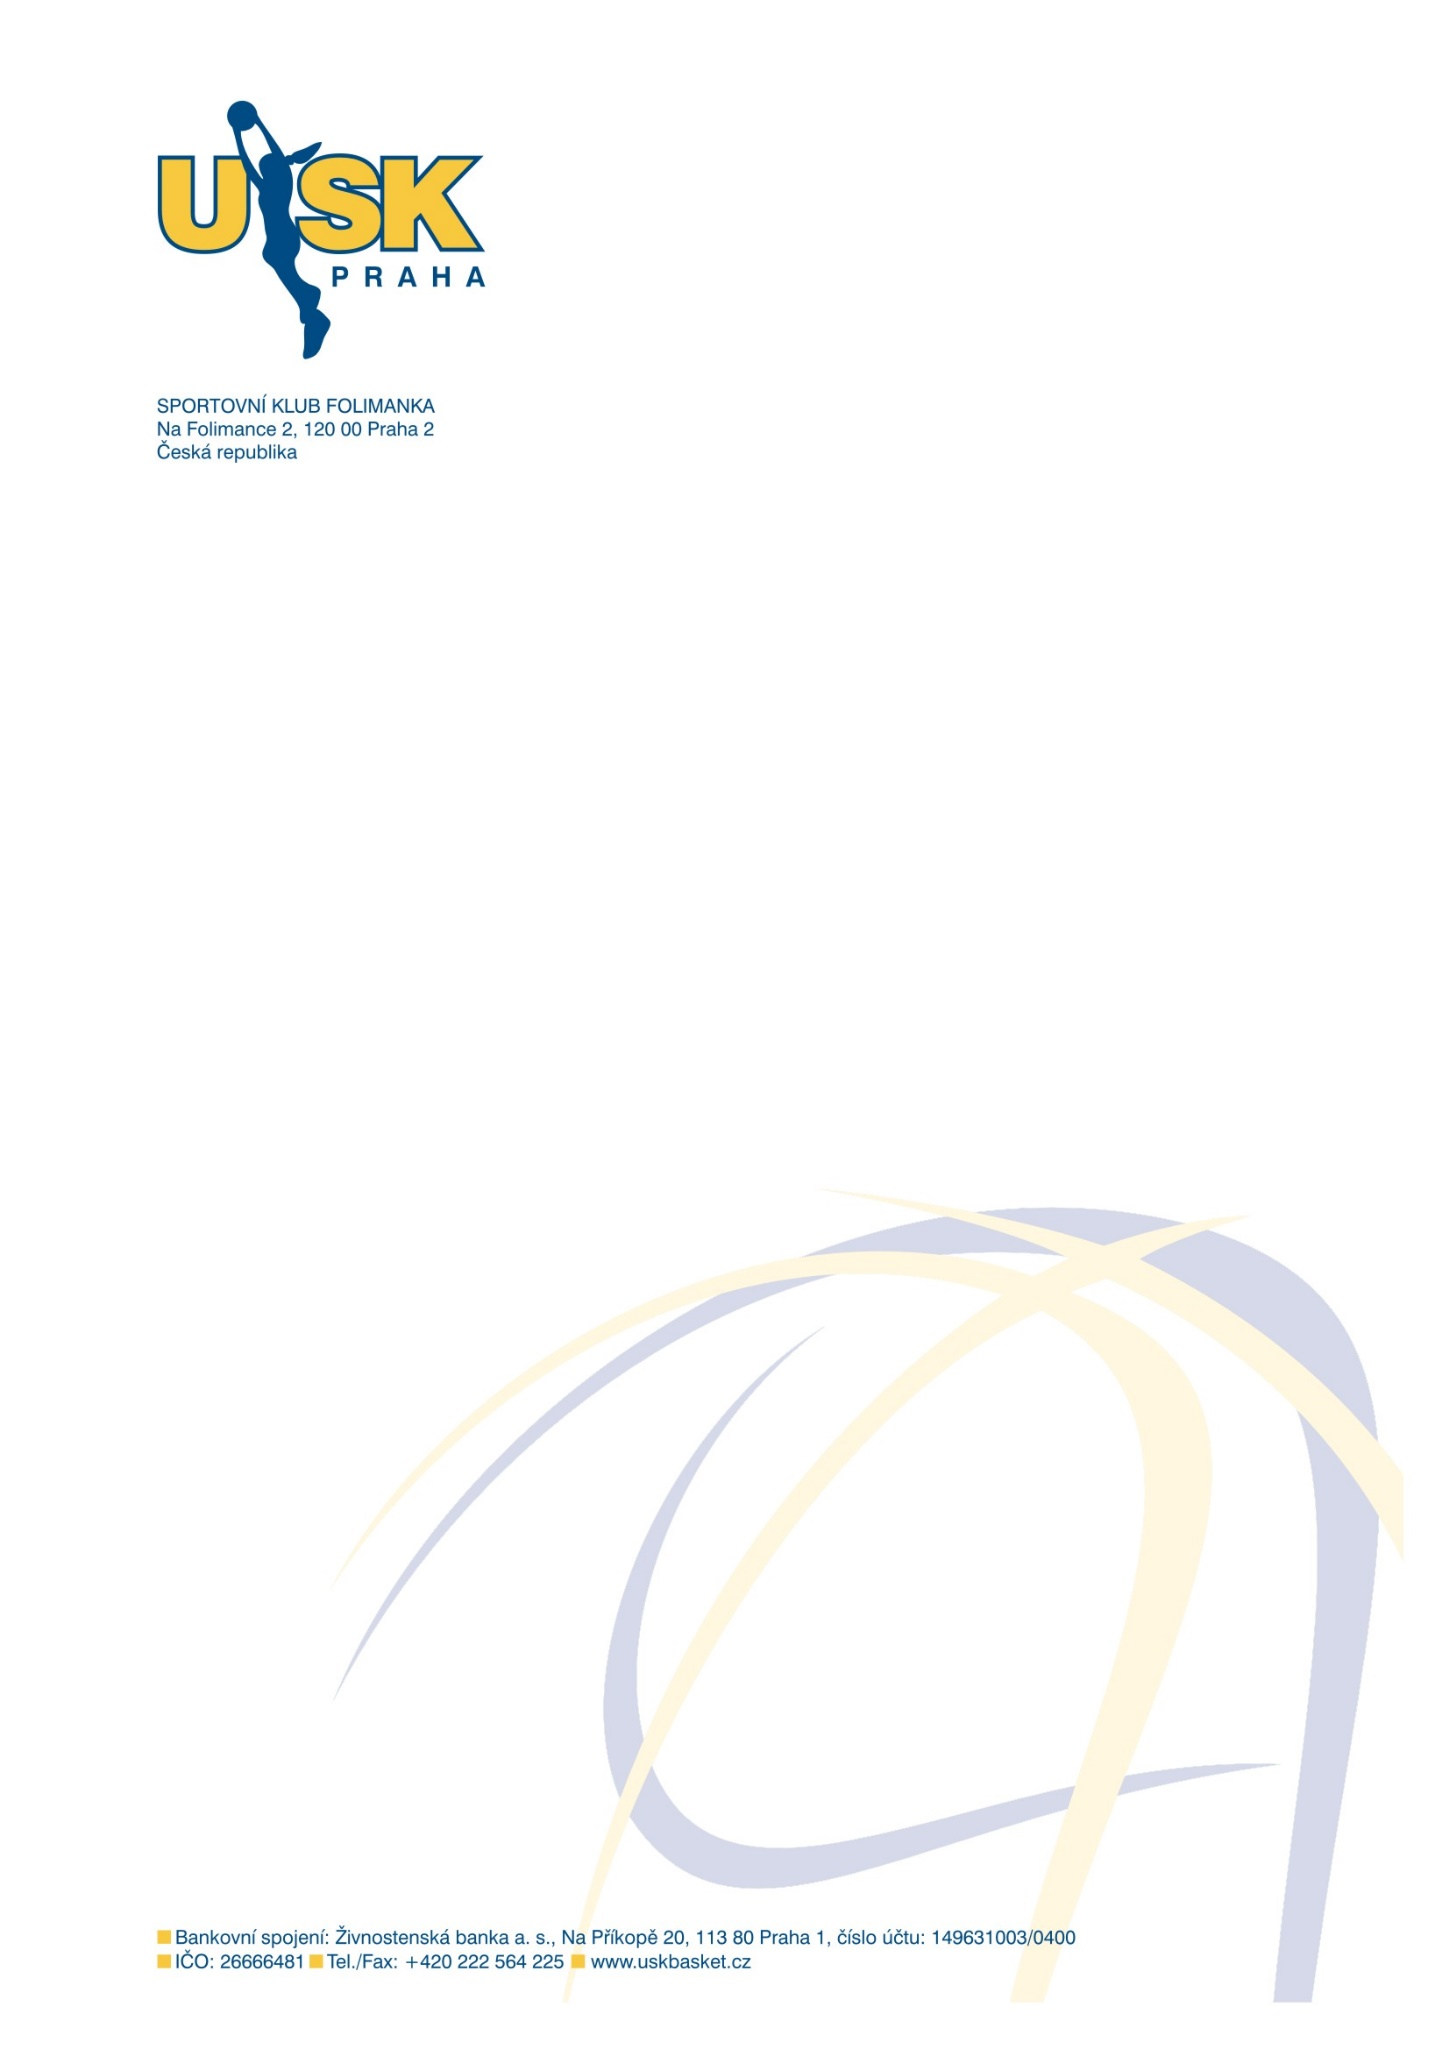 USK
PRAHA
SPORTOVNÍ KLUB FOLIMANKA
Na Folimance 2, 120 00 Praha 2
Česká republika
Bankovní spojení: Živnostenská banka a. s., Na Příkopě 20, 113 80 Praha 1, číslo účtu: 149631003/0400
IČO: 26666481 Tel./Fax: +420 222 564 225 www.uskbasket.cz